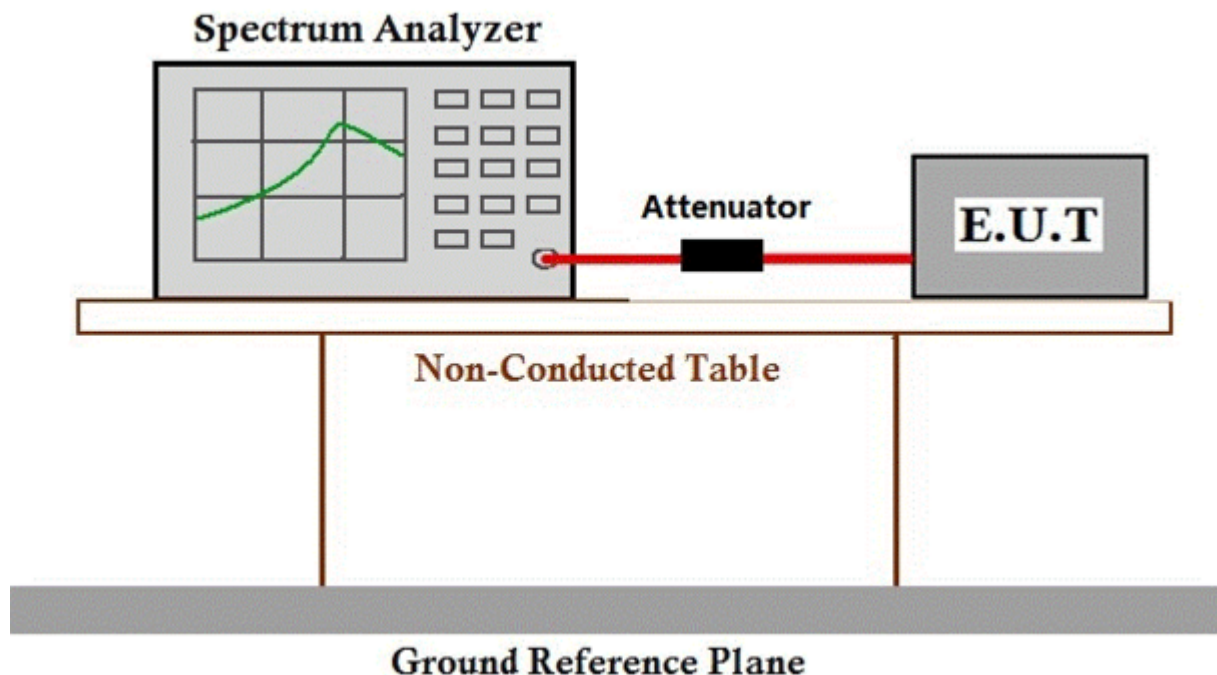 Spectrum Analyzer
Attenuator
E.U.T
Non-Conducted Table
Ground Reference Plane